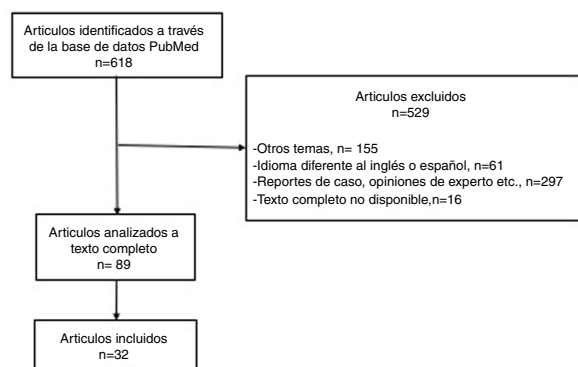 Articulos identificados a través
de la base de datos PubMed
n=618
Articulos excluidos
n=529
-Otros temas, n= 155
-Idioma diferente al inglés o español, n=61
-Reportes de caso, opiniones de experto etc., n=297
-Texto completo no disponible,n=16
Articulos analizados a
texto completo
n= 89
Articulos incluidos
n=32